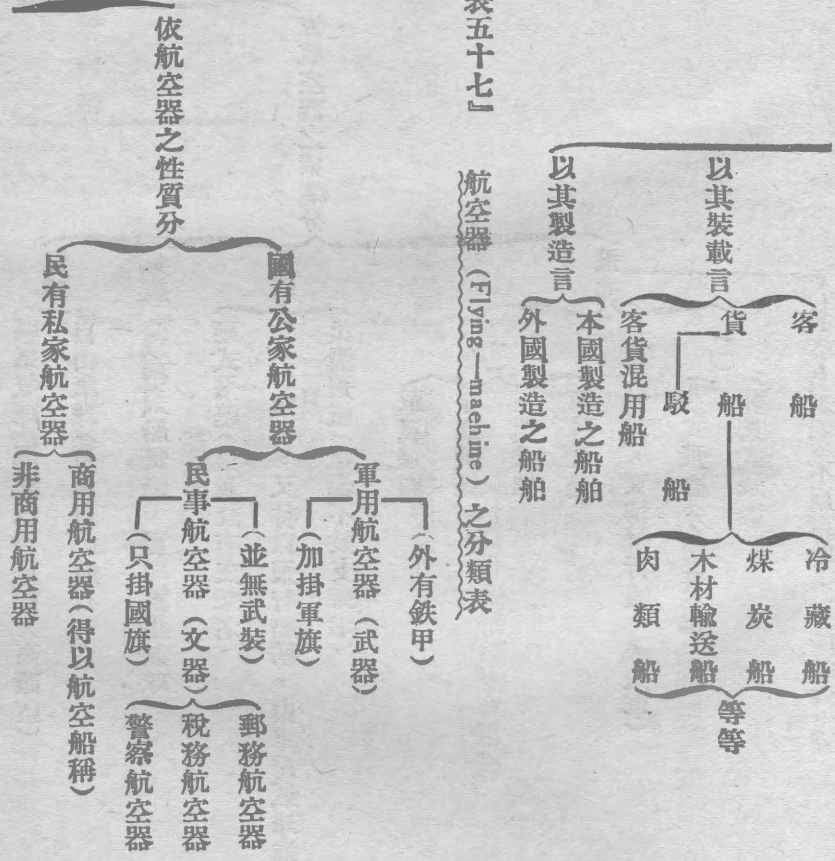 以其裝載言
客船
貨船
駁船
客貨混用船
冷藏船
煤炭船
木材輸送船
肉類船
等等
以其製造言
本國製造之船舶
外國製造之船舶
表五十七』
航空器（Flying—maehine）之分類表
依航空器之性質分
國有公家航空器
軍用航空器（武器）
（外有鉄甲）
（加掛軍旗）
民事航空器（文器）
（並無武裝）
（只掛國旗）
郵務航空器
稅務航空器
警察航空器
民有私家航空器
商用航空器（得以航空船稱）
非商用航空器